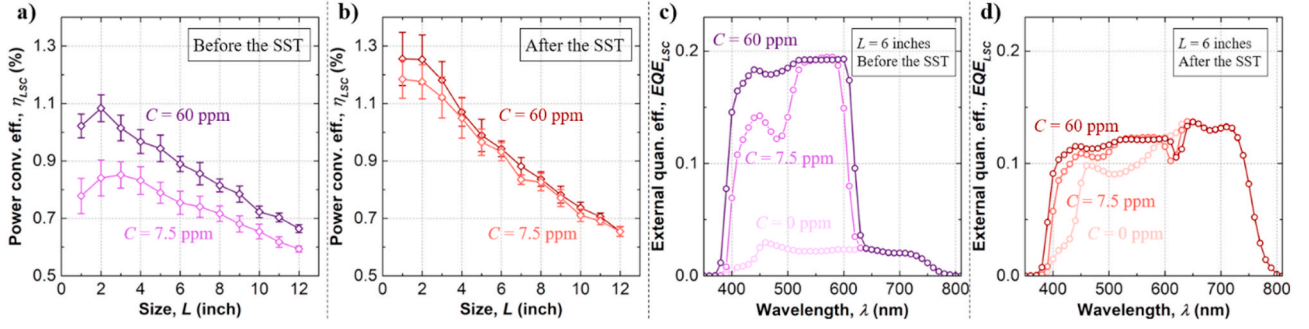 a)
Before the SST
C = 60 ppm
C = 7.5 ppm
Power conv. eff., η_LSC (%)
1.3
1.1
0.9
0.7
0.5
0 2 4 6 8 10 12
Size, L (inch)
b)
After the SST
C = 60 ppm
C = 7.5 ppm
Power conv. eff., η_LSC (%)
1.3
1.1
0.9
0.7
0.5
0 2 4 6 8 10 12
Size, L (inch)
c)
C = 60 ppm
L = 6 inches
Before the SST
C = 7.5 ppm
C = 0 ppm
External quan. eff., EQE_LSC
0.2
0.1
0.0
400 500 600 700 800
Wavelength, λ (nm)
d)
L = 6 inches
After the SST
C = 60 ppm
C = 7.5 ppm
C = 0 ppm
External quan. eff., EQE_LSC
0.2
0.1
0.0
400 500 600 700 800
Wavelength, λ (nm)